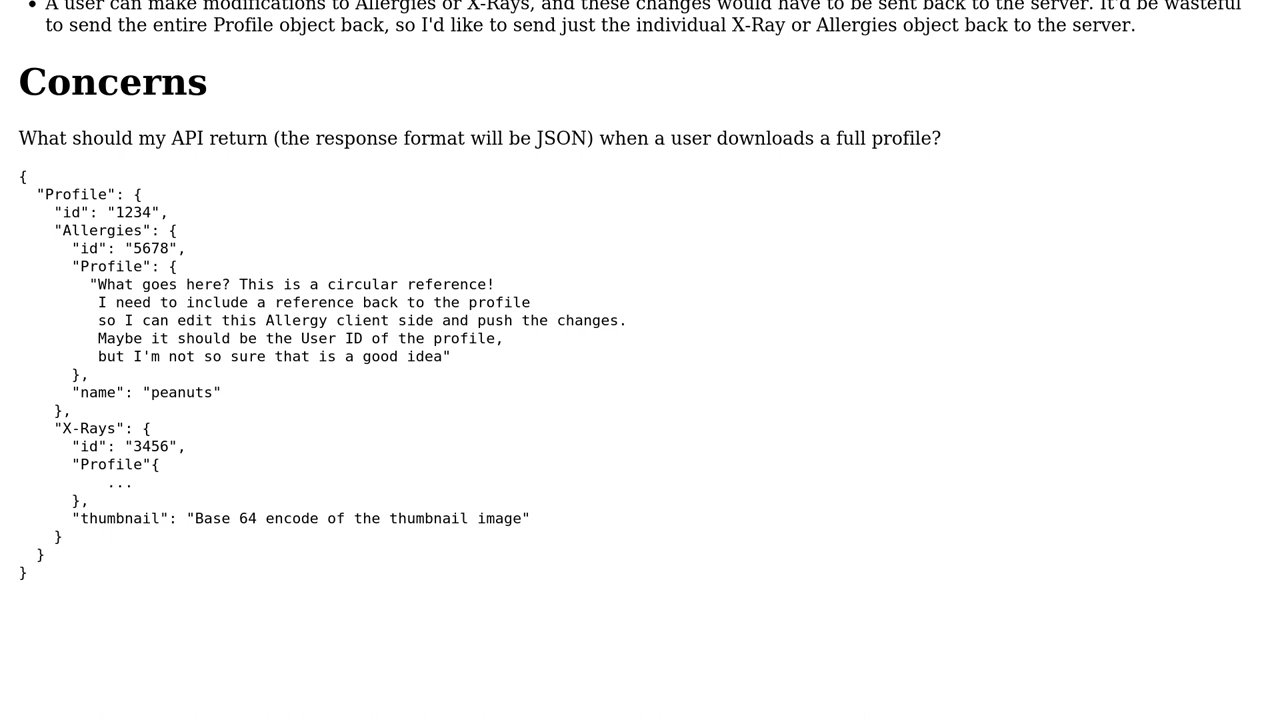 • A user can make modifications to Allergies or X-Rays, and these changes would have to be sent back to the server. It'd be wasteful
to send the entire Profile object back, so I'd like to send just the individual X-Ray or Allergies object back to the server.
Concerns
What should my API return (the response format will be JSON) when a user downloads a full profile?
{
  "Profile": {
    "id": "1234",
    "Allergies": {
      "id": "5678",
      "Profile": {
        "What goes here? This is a circular reference!
         I need to include a reference back to the profile
         so I can edit this Allergy client side and push the changes.
         Maybe it should be the User ID of the profile,
         but I'm not so sure that is a good idea"
      },
      "name": "peanuts"
    },
    "X-Rays": {
      "id": "3456",
      "Profile"{
          ...
      },
      "thumbnail": "Base 64 encode of the thumbnail image"
    }
  }
}